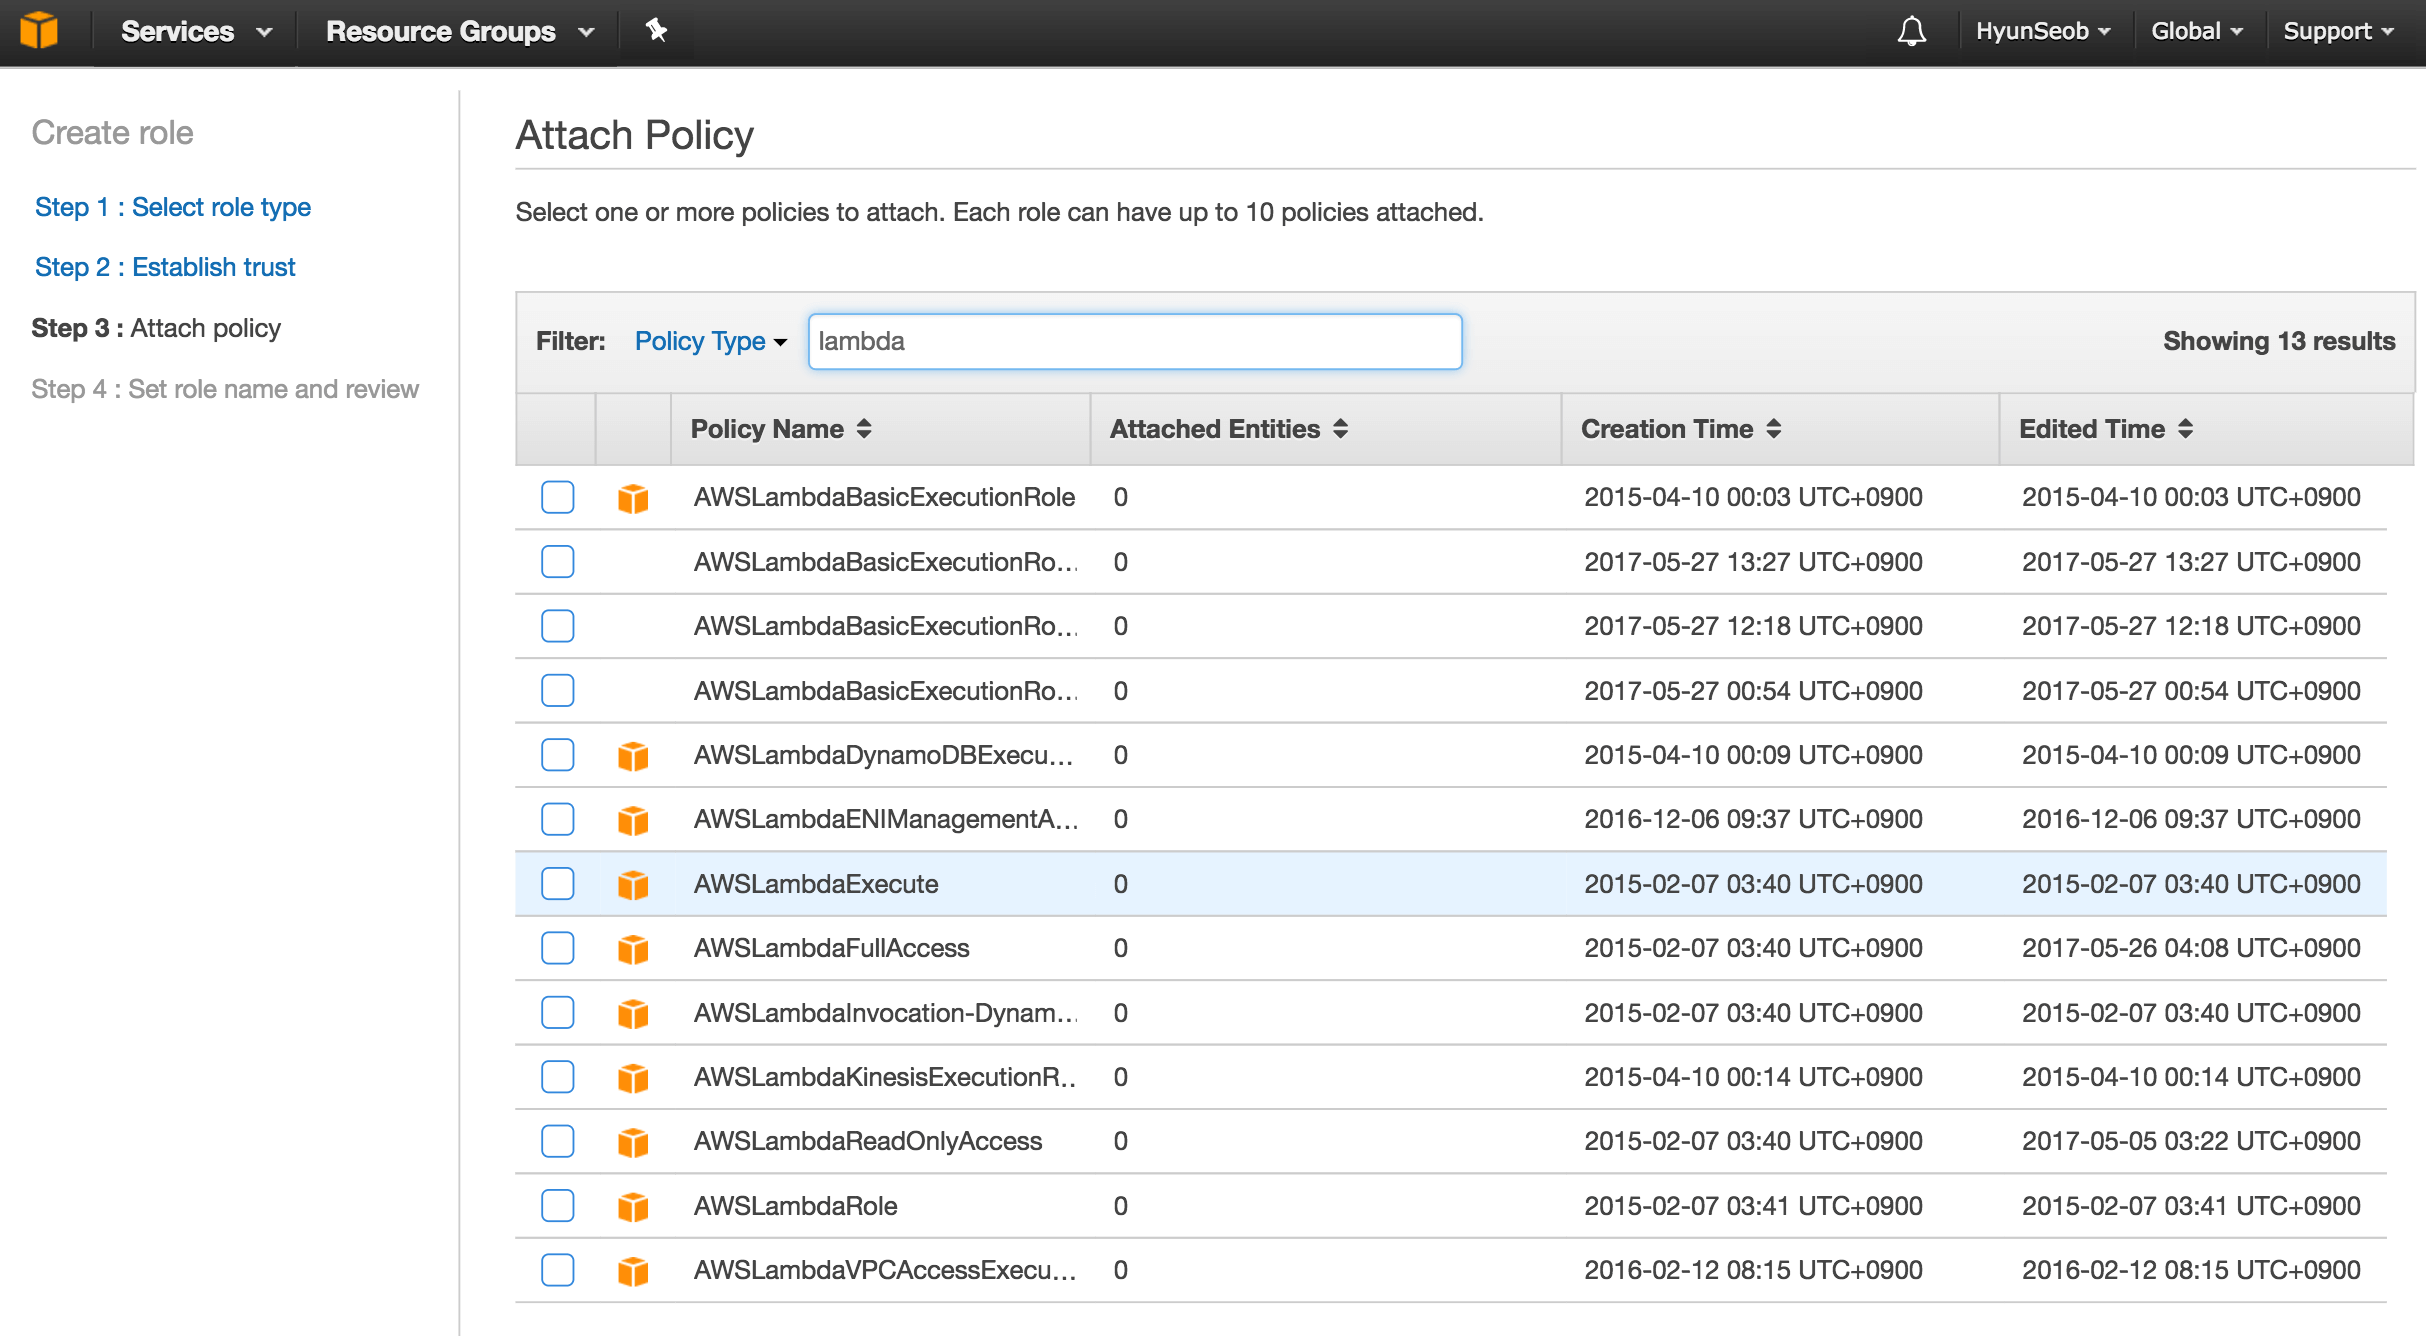 Services Resource Groups HyunSeob Global Support
Create role
Step 1 : Select role type
Step 2 : Establish trust
Step 3 : Attach policy
Step 4 : Set role name and review
Attach Policy
Select one or more policies to attach. Each role can have up to 10 policies attached.
Filter: Policy Type lambda Showing 13 results
Policy Name Attached Entities Creation Time Edited Time
AWSLambdaBasicExecutionRole 0 2015-04-10 00:03 UTC+0900 2015-04-10 00:03 UTC+0900
AWSLambdaBasicExecutionRo... 0 2017-05-27 13:27 UTC+0900 2017-05-27 13:27 UTC+0900
AWSLambdaBasicExecutionRo... 0 2017-05-27 12:18 UTC+0900 2017-05-27 12:18 UTC+0900
AWSLambdaBasicExecutionRo... 0 2017-05-27 00:54 UTC+0900 2017-05-27 00:54 UTC+0900
AWSLambdaDynamoDBExecu... 0 2015-04-10 00:09 UTC+0900 2015-04-10 00:09 UTC+0900
AWSLambdaENIManagementA... 0 2016-12-06 09:37 UTC+0900 2016-12-06 09:37 UTC+0900
AWSLambdaExecute 0 2015-02-07 03:40 UTC+0900 2015-02-07 03:40 UTC+0900
AWSLambdaFullAccess 0 2015-02-07 03:40 UTC+0900 2017-05-26 04:08 UTC+0900
AWSLambdaInvocation-Dynam... 0 2015-02-07 03:40 UTC+0900 2015-02-07 03:40 UTC+0900
AWSLambdaKinesisExecutionR... 0 2015-04-10 00:14 UTC+0900 2015-04-10 00:14 UTC+0900
AWSLambdaReadOnlyAccess 0 2015-02-07 03:40 UTC+0900 2017-05-05 03:22 UTC+0900
AWSLambdaRole 0 2015-02-07 03:41 UTC+0900 2015-02-07 03:41 UTC+0900
AWSLambdaVPCAccessExecu... 0 2016-02-12 08:15 UTC+0900 2016-02-12 08:15 UTC+0900